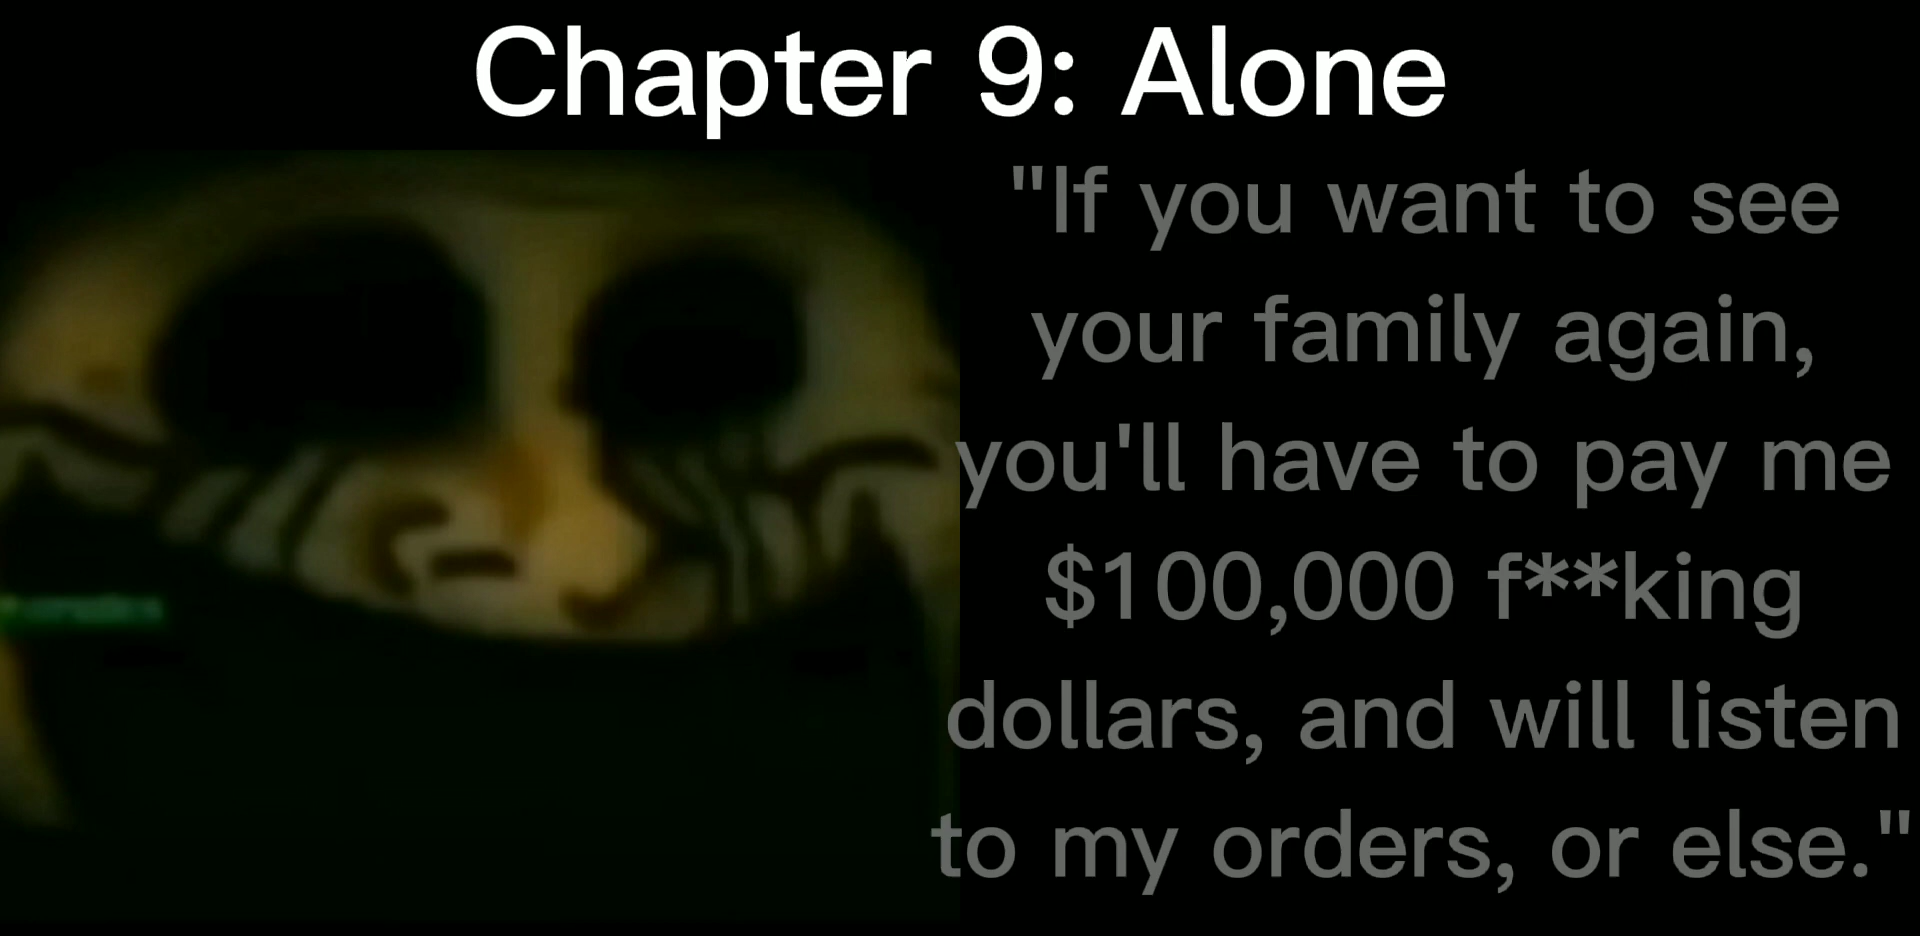 Chapter 9: Alone
"If you want to see
your family again,
you'll have to pay me
$100,000 f**king
dollars, and will listen
to my orders, or else."